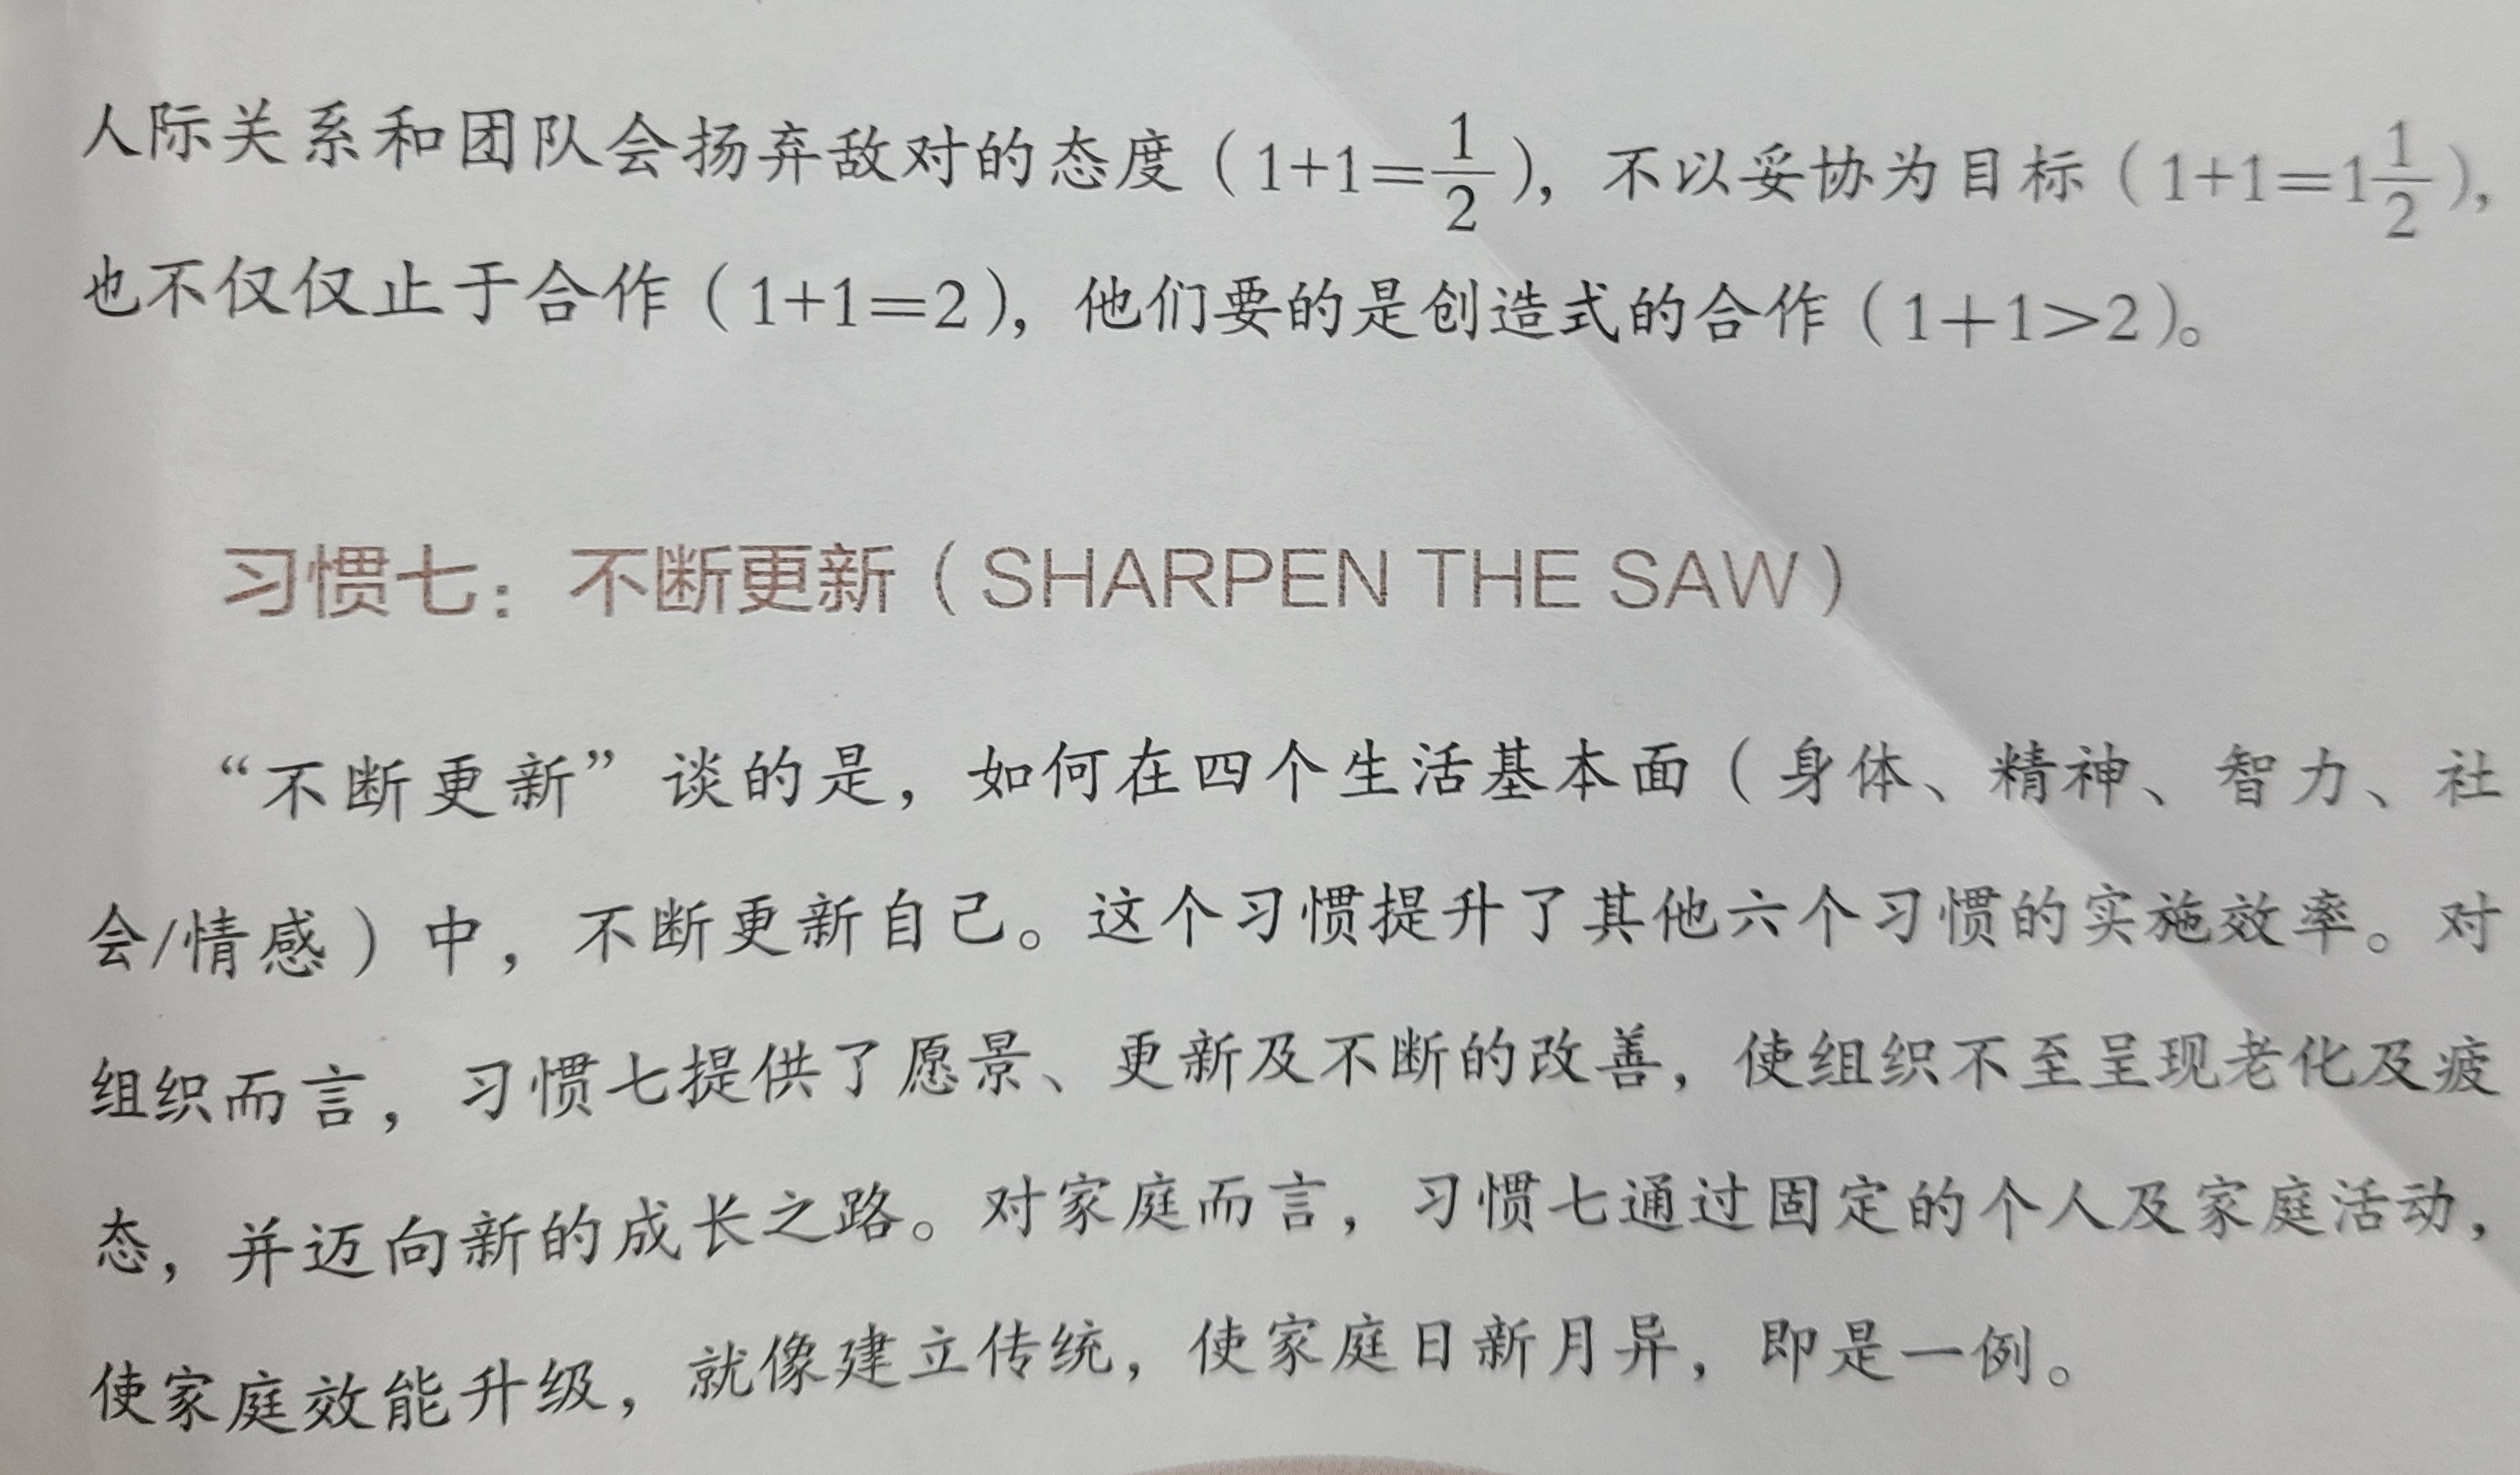 人际关系和团队会扬弃敌对的态度（1+1=1/2），不以妥协为目标（1+1=1 1/2），
也不仅仅止于合作（1+1=2），他们要的是创造式的合作（1+1>2）。
习惯七：不断更新（SHARPEN THE SAW）
“不断更新”谈的是，如何在四个生活基本面（身体、精神、智力、社
会/情感）中，不断更新自己。这个习惯提升了其他六个习惯的实施效率。对
组织而言，习惯七提供了愿景、更新及不断的改善，使组织不至呈现老化及疲
态，并迈向新的成长之路。对家庭而言，习惯七通过固定的个人及家庭活动，
使家庭效能升级，就像建立传统，使家庭日新月异，即是一例。